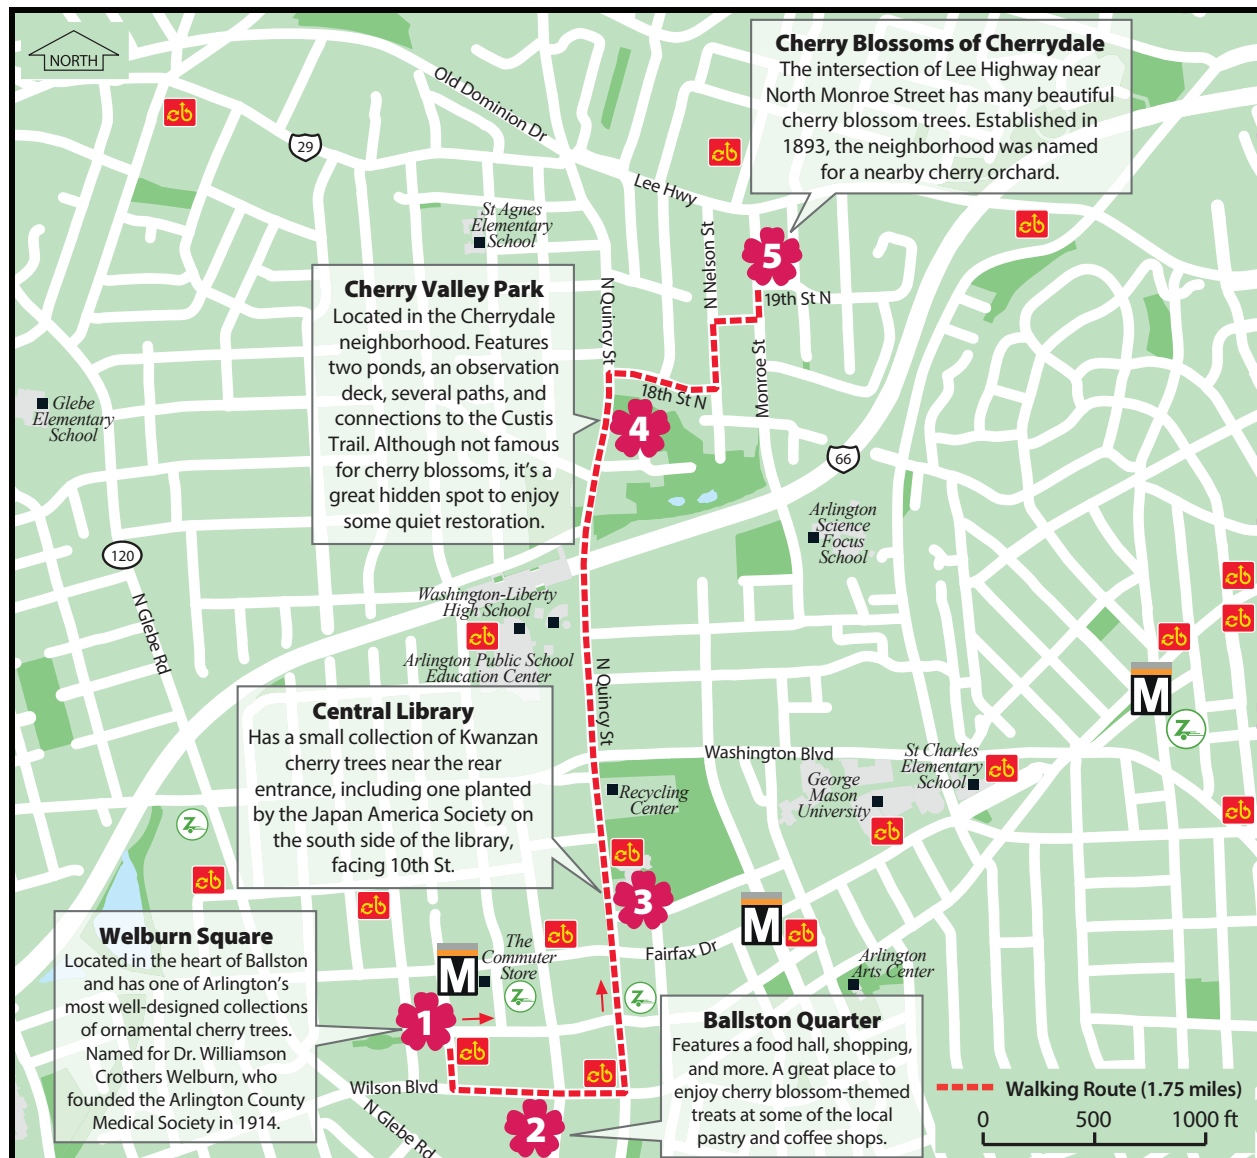 NORTH
Old Dominion Dr
29
Lee Hwy
Cherry Blossoms of Cherrydale
The intersection of Lee Highway near
North Monroe Street has many beautiful
cherry blossom trees. Established in
1893, the neighborhood was named
for a nearby cherry orchard.
St Agnes
Elementary
School
N Nelson St
5
19th St N
N Quincy St
Cherry Valley Park
Located in the Cherrydale
neighborhood. Features
two ponds, an observation
deck, several paths, and
connections to the Custis
Trail. Although not famous
for cherry blossoms, it's a
great hidden spot to enjoy
some quiet restoration.
Monroe St
18th St N
4
Glebe
Elementary
School
66
Arlington
Science
Focus
School
120
N Glebe Rd
Washington-Liberty
High School
Arlington Public School
Education Center
N Quincy St
M
Central Library
Has a small collection of Kwanzan
cherry trees near the rear
entrance, including one planted
by the Japan America Society on
the south side of the library,
facing 10th St.
Washington Blvd
St Charles
Elementary
School
George
Mason
University
Recycling
Center
3
M
Fairfax Dr
Arlington
Arts Center
The
Commuter
Store
M
Welburn Square
Located in the heart of Ballston
and has one of Arlington's
most well-designed collections
of ornamental cherry trees.
Named for Dr. Williamson
Crothers Welburn, who
founded the Arlington County
Medical Society in 1914.
1
Wilson Blvd
N Glebe Rd
2
Ballston Quarter
Features a food hall, shopping,
and more. A great place to
enjoy cherry blossom-themed
treats at some of the local
pastry and coffee shops.
Walking Route (1.75 miles)
0 500 1000 ft